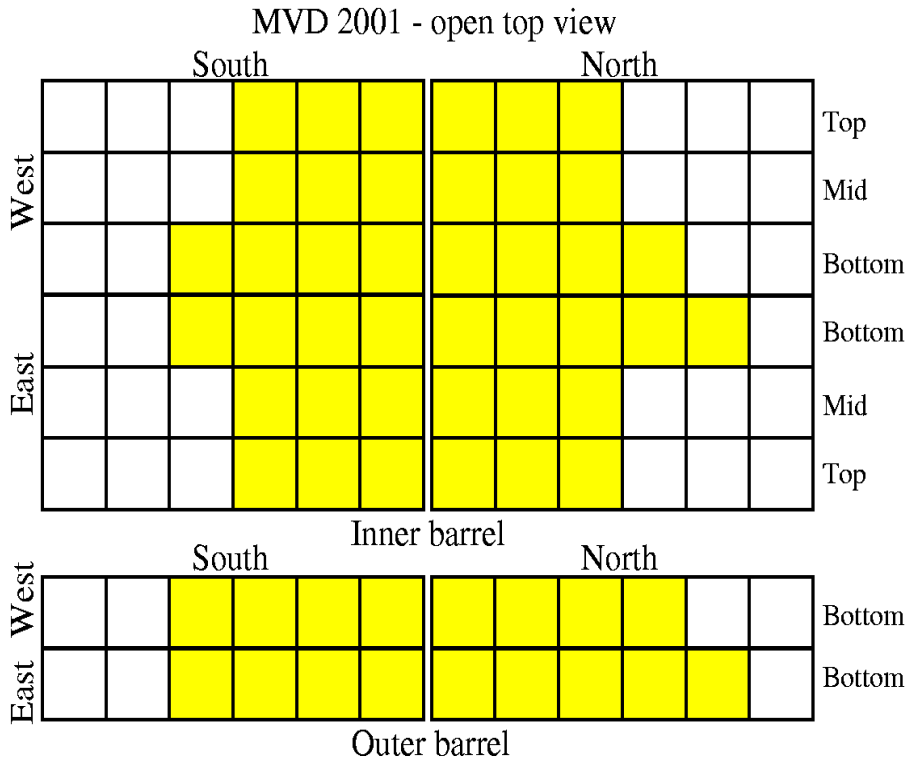 MVD 2001 - open top view
South North
West
Top
Mid
Bottom
East
Bottom
Mid
Top
Inner barrel
South North
West
Bottom
East
Bottom
Outer barrel